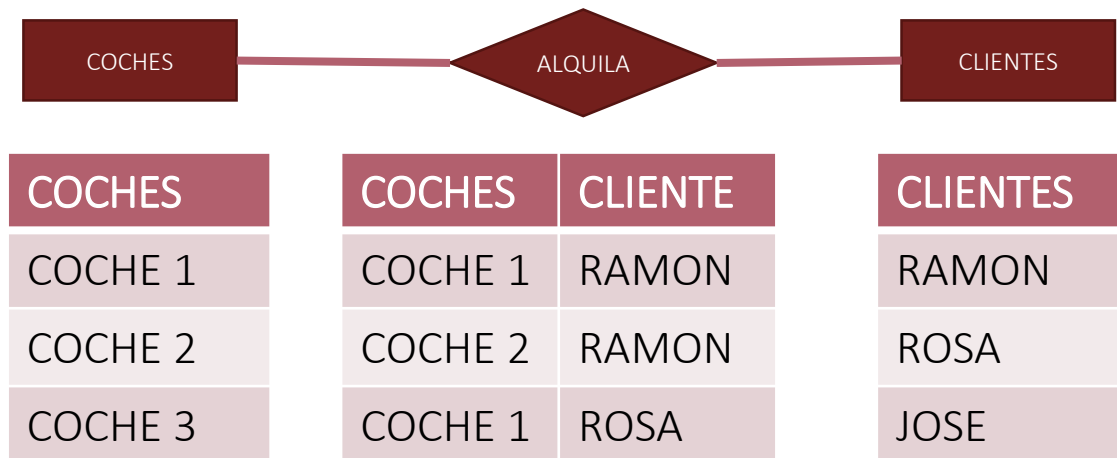 COCHES ALQUILA CLIENTES
COCHES COCHES CLIENTE CLIENTES
COCHE 1 COCHE 1 RAMON RAMON
COCHE 2 COCHE 2 RAMON ROSA
COCHE 3 COCHE 1 ROSA JOSE